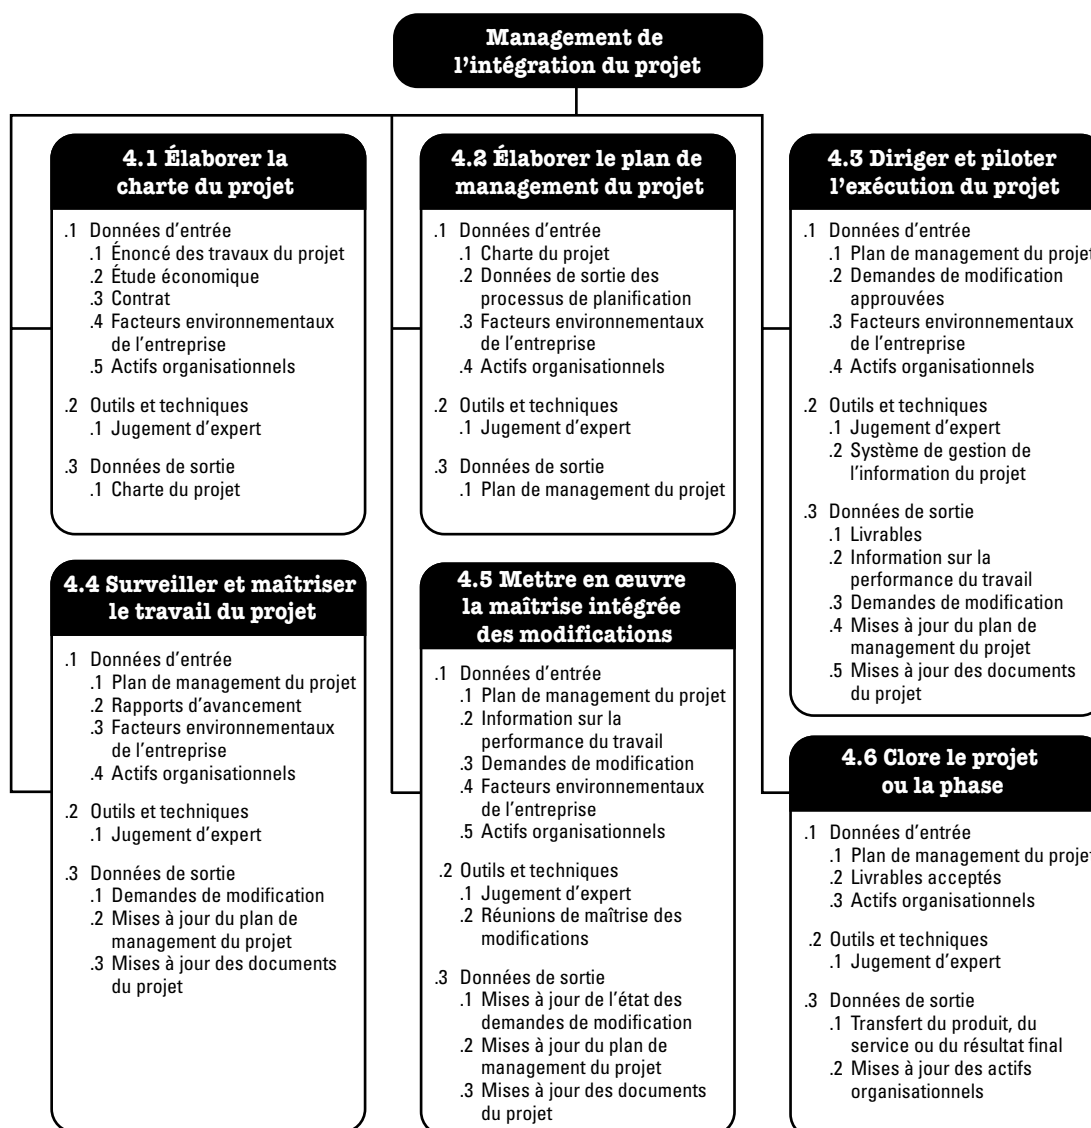 Management de
l'intégration du projet
4.1 Élaborer la
charte du projet
.1 Données d'entrée
.1 Énoncé des travaux du projet
.2 Étude économique
.3 Contrat
.4 Facteurs environnementaux
de l'entreprise
.5 Actifs organisationnels
.2 Outils et techniques
.1 Jugement d'expert
.3 Données de sortie
.1 Charte du projet
4.2 Élaborer le plan de
management du projet
.1 Données d'entrée
.1 Charte du projet
.2 Données de sortie des
processus de planification
.3 Facteurs environnementaux
de l'entreprise
.4 Actifs organisationnels
.2 Outils et techniques
.1 Jugement d'expert
.3 Données de sortie
.1 Plan de management du projet
4.3 Diriger et piloter
l'exécution du projet
.1 Données d'entrée
.1 Plan de management du projet
.2 Demandes de modification
approuvées
.3 Facteurs environnementaux
de l'entreprise
.4 Actifs organisationnels
.2 Outils et techniques
.1 Jugement d'expert
.2 Système de gestion de
l'information du projet
.3 Données de sortie
.1 Livrables
.2 Information sur la
performance du travail
.3 Demandes de modification
.4 Mises à jour du plan de
management du projet
.5 Mises à jour des documents
du projet
4.4 Surveiller et maîtriser
le travail du projet
.1 Données d'entrée
.1 Plan de management du projet
.2 Rapports d'avancement
.3 Facteurs environnementaux
de l'entreprise
.4 Actifs organisationnels
.2 Outils et techniques
.1 Jugement d'expert
.3 Données de sortie
.1 Demandes de modification
.2 Mises à jour du plan de
management du projet
.3 Mises à jour des documents
du projet
4.5 Mettre en œuvre
la maîtrise intégrée
des modifications
.1 Données d'entrée
.1 Plan de management du projet
.2 Information sur la
performance du travail
.3 Demandes de modification
.4 Facteurs environnementaux
de l'entreprise
.5 Actifs organisationnels
.2 Outils et techniques
.1 Jugement d'expert
.2 Réunions de maîtrise des
modifications
.3 Données de sortie
.1 Mises à jour de l'état des
demandes de modification
.2 Mises à jour du plan de
management du projet
.3 Mises à jour des documents
du projet
4.6 Clore le projet
ou la phase
.1 Données d'entrée
.1 Plan de management du projet
.2 Livrables acceptés
.3 Actifs organisationnels
.2 Outils et techniques
.1 Jugement d'expert
.3 Données de sortie
.1 Transfert du produit, du
service ou du résultat final
.2 Mises à jour des actifs
organisationnels